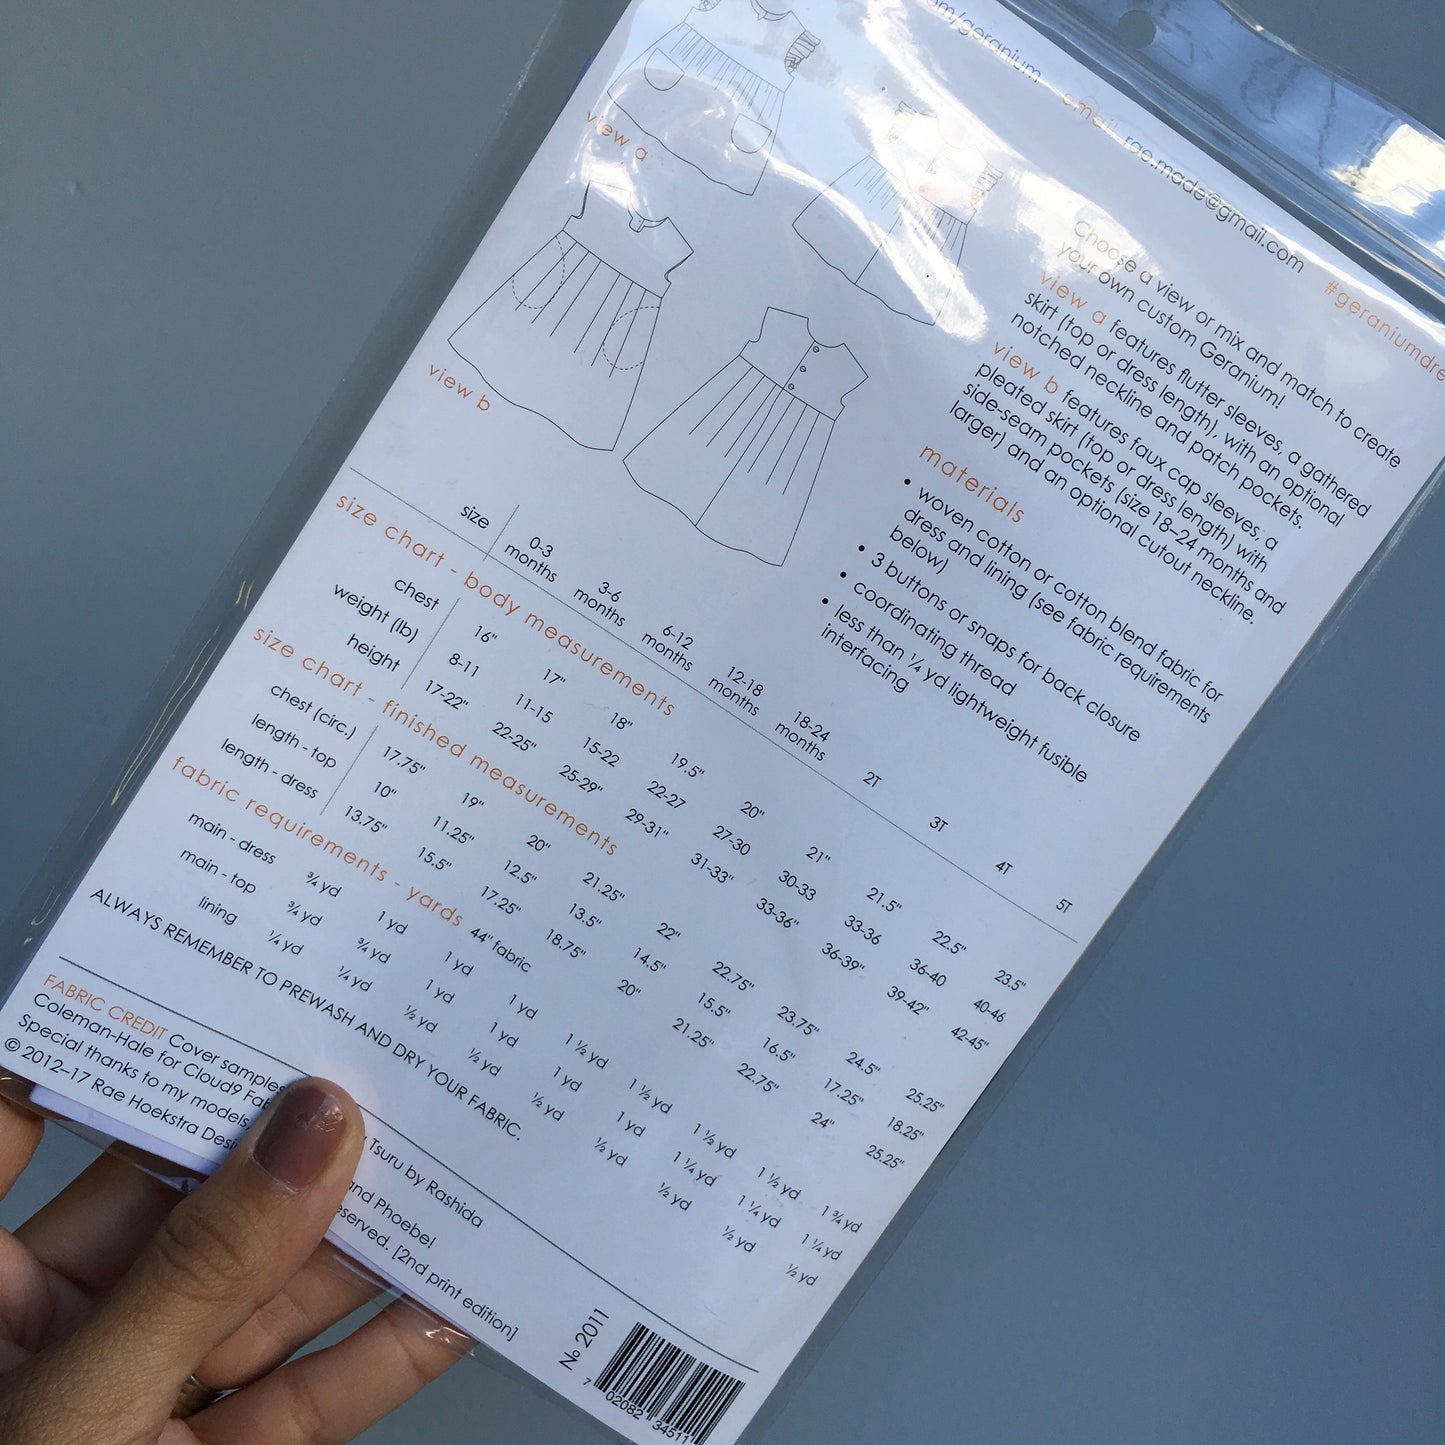 om/geranium email rae.made@gmail.com #geraniumdre
view a
view b
Choose a view or mix and match to create
your own custom Geranium!
view a features flutter sleeves, a gathered
skirt (top or dress length), with an optional
notched neckline and patch pockets.
view b features faux cap sleeves, a
pleated skirt (top or dress length) with
side-seam pockets (size 18-24 months and
larger) and an optional cutout neckline.
materials
• woven cotton or cotton blend fabric for
dress and lining (see fabric requirements
below)
• 3 buttons or snaps for back closure
• coordinating thread
• less than ¼ yd lightweight fusible
interfacing
size 0-3 months 3-6 months 6-12 months 12-18 months 18-24 months 2T 3T 4T 5T
size chart - body measurements
chest 16" 17" 18" 19.5" 20" 21" 21.5" 22.5" 23.5"
weight (lb) 8-11 11-15 15-22 22-27 27-30 30-33 33-36 36-40 40-46
height 17-22" 22-25" 25-29" 29-31" 31-33" 33-36" 36-39" 39-42" 42-45"
size chart - finished measurements
chest (circ.) 17.75" 19" 20" 21.25" 22" 22.75" 23.75" 24.5" 25.25"
length - top 10" 11.25" 12.5" 13.5" 14.5" 15.5" 16.5" 17.25" 18.25"
length - dress 13.75" 15.5" 17.25" 18.75" 20" 21.25" 22.75" 24" 25.25"
fabric requirements - yards 44" fabric
main - dress ¾ yd 1 yd 1 yd 1 yd 1 ½ yd 1 ½ yd 1 ½ yd 1 ½ yd 1 ¾ yd
main - top ¾ yd ¾ yd 1 yd 1 yd 1 yd 1 yd 1 ¼ yd 1 ¼ yd 1 ¼ yd
lining ¼ yd ¼ yd ½ yd ½ yd ½ yd ½ yd ½ yd ½ yd ½ yd
ALWAYS REMEMBER TO PREWASH AND DRY YOUR FABRIC.
FABRIC CREDIT Cover samples Tsuru by Rashida
Coleman-Hale for Cloud9 Fab
Special thanks to my models, and Phoebe!
© 2012–17 Rae Hoekstra Desi eserved. [2nd print edition]
№ 2011
7 02082 34511